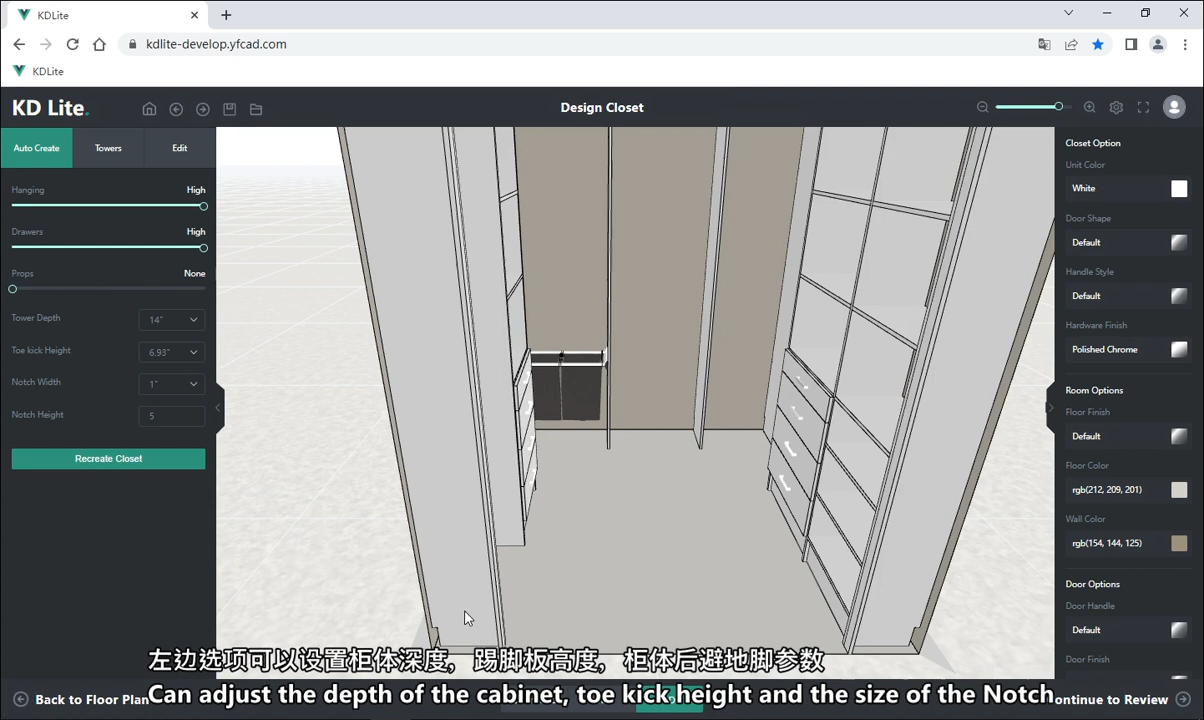 KDLite
kdlite-develop.yfcad.com
KDLite
KD Lite.
Design Closet
Auto Create
Towers
Edit
Hanging
High
Drawers
High
Props
None
Tower Depth
14"
Toe kick Height
6.93"
Notch Width
1"
Notch Height
5
Recreate Closet
Closet Option
Unit Color
White
Door Shape
Default
Handle Style
Default
Hardware Finish
Polished Chrome
Room Options
Floor Finish
Default
Floor Color
rgb(212, 209, 201)
Wall Color
rgb(154, 144, 125)
Door Options
Door Handle
Default
Door Finish
左边选项可以设置柜体深度, 踢脚板高度, 柜体后避地脚参数
Can adjust the depth of the cabinet, toe kick height and the size of the Notch
Back to Floor Plan
ontinue to Review